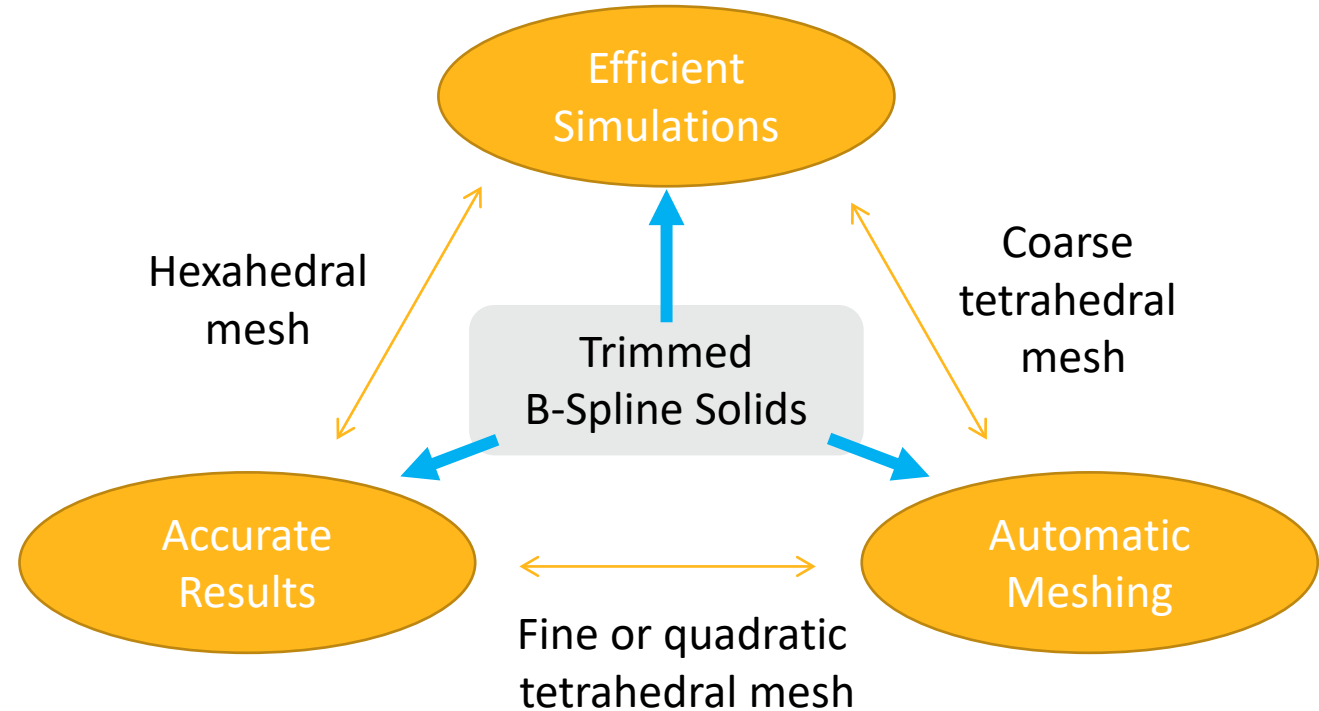 Efficient
Simulations
Hexahedral
mesh
Coarse
tetrahedral
mesh
Trimmed
B-Spline Solids
Accurate
Results
Automatic
Meshing
Fine or quadratic
tetrahedral mesh